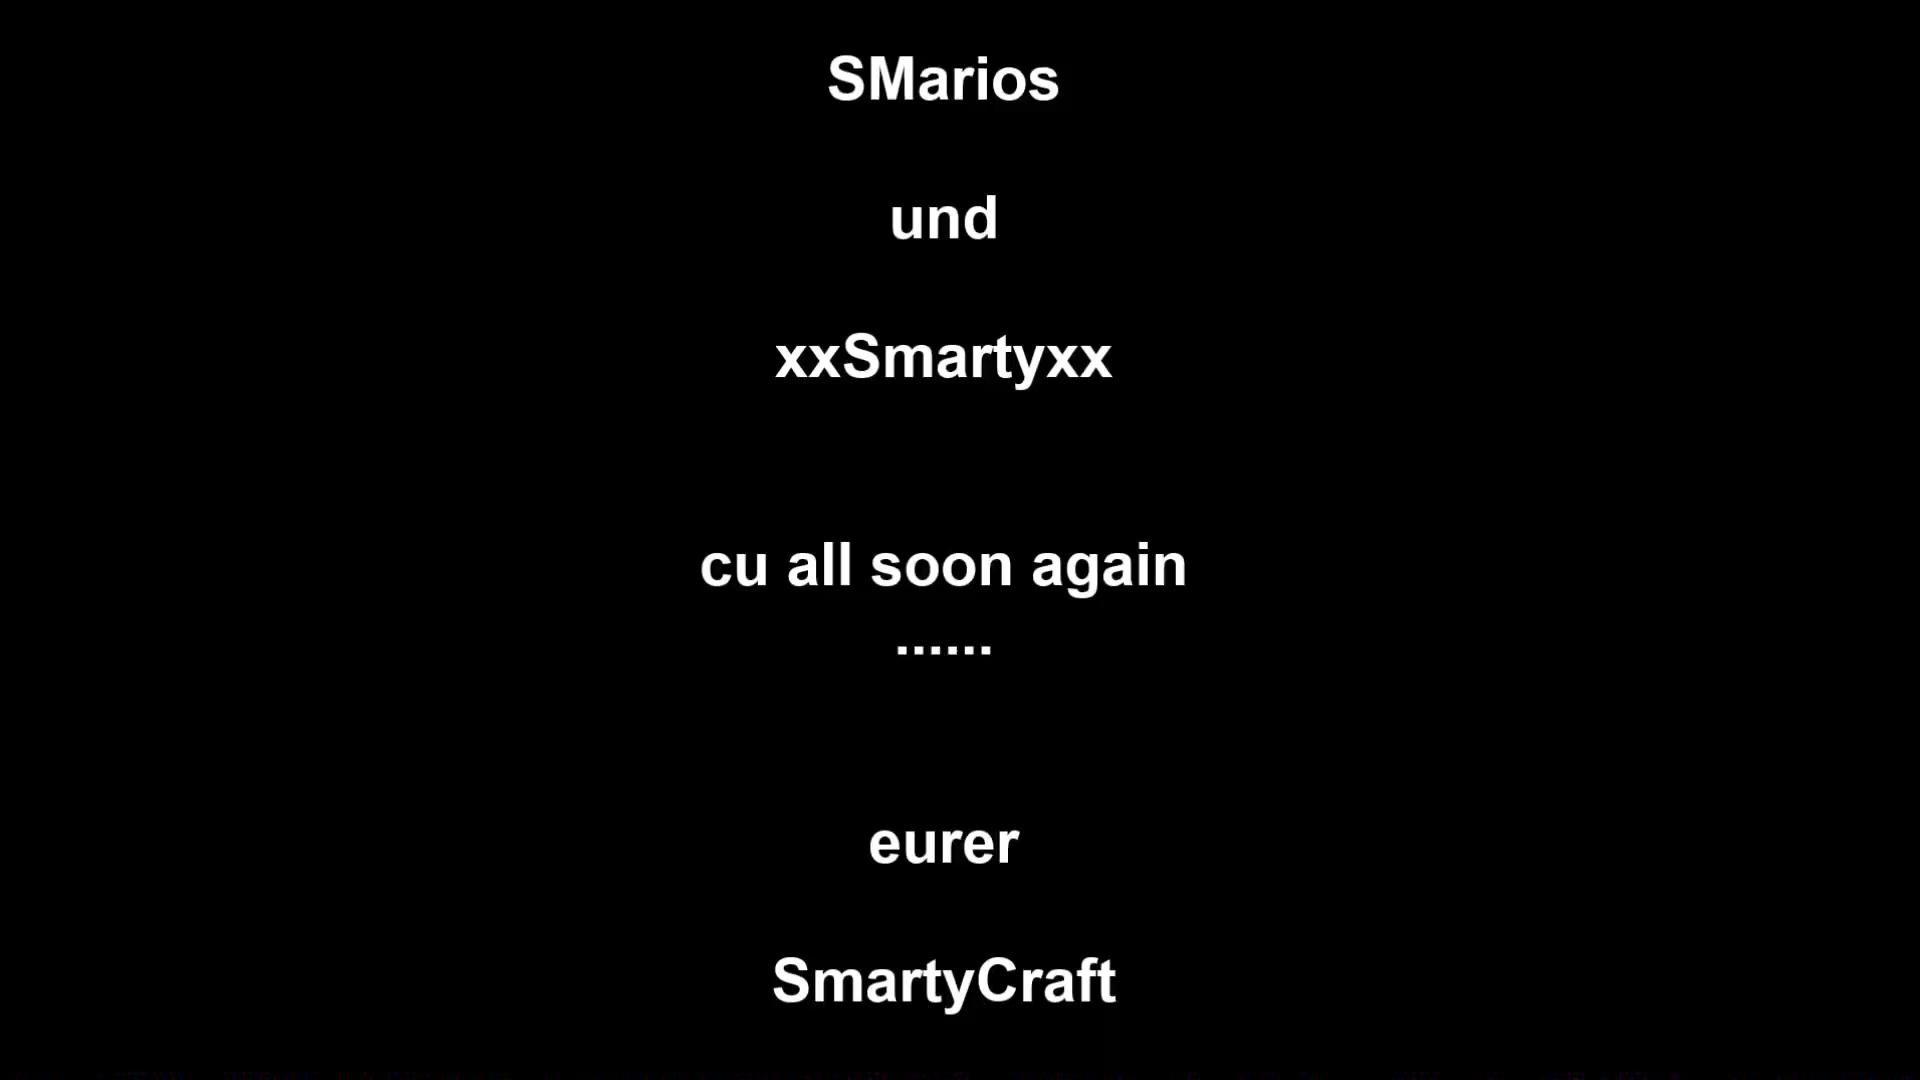 SMarios
und
xxSmartyxx
cu all soon again
......
eurer
SmartyCraft